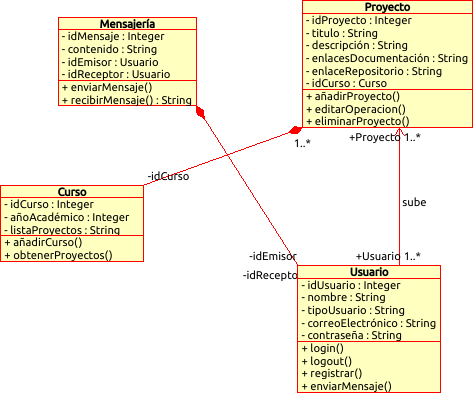 Mensajería
- idMensaje : Integer
- contenido : String
- idEmisor : Usuario
- idReceptor : Usuario
+ enviarMensaje()
+ recibirMensaje() : String
Proyecto
- idProyecto : Integer
- titulo : String
- descripción : String
- enlacesDocumentación : String
- enlaceRepositorio : String
- idCurso : Curso
+ añadirProyecto()
+ editarOperacion()
+ eliminarProyecto()
1..*
+Proyecto 1..*
-idCurso
Curso
- idCurso : Integer
- añoAcadémico : Integer
- listaProyectos : String
+ añadirCurso()
+ obtenerProyectos()
sube
-idEmisor
+Usuario 1..*
-idRecepto
Usuario
- idUsuario : Integer
- nombre : String
- tipoUsuario : String
- correoElectrónico : String
- contraseña : String
+ login()
+ logout()
+ registrar()
+ enviarMensaje()